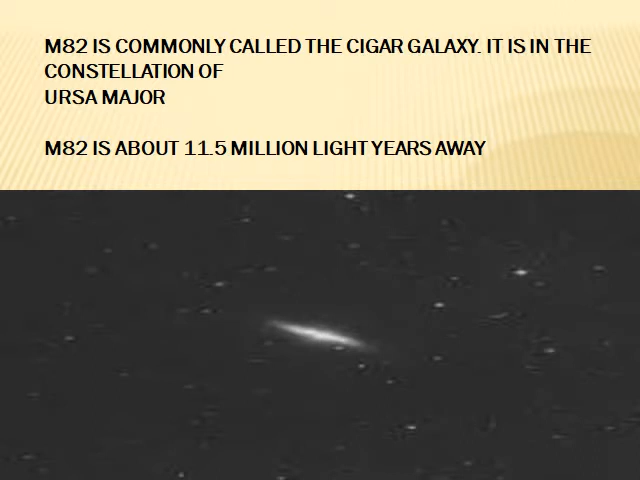 M82 IS COMMONLY CALLED THE CIGAR GALAXY. IT IS IN THE
CONSTELLATION OF
URSA MAJOR
M82 IS ABOUT 11.5 MILLION LIGHT YEARS AWAY